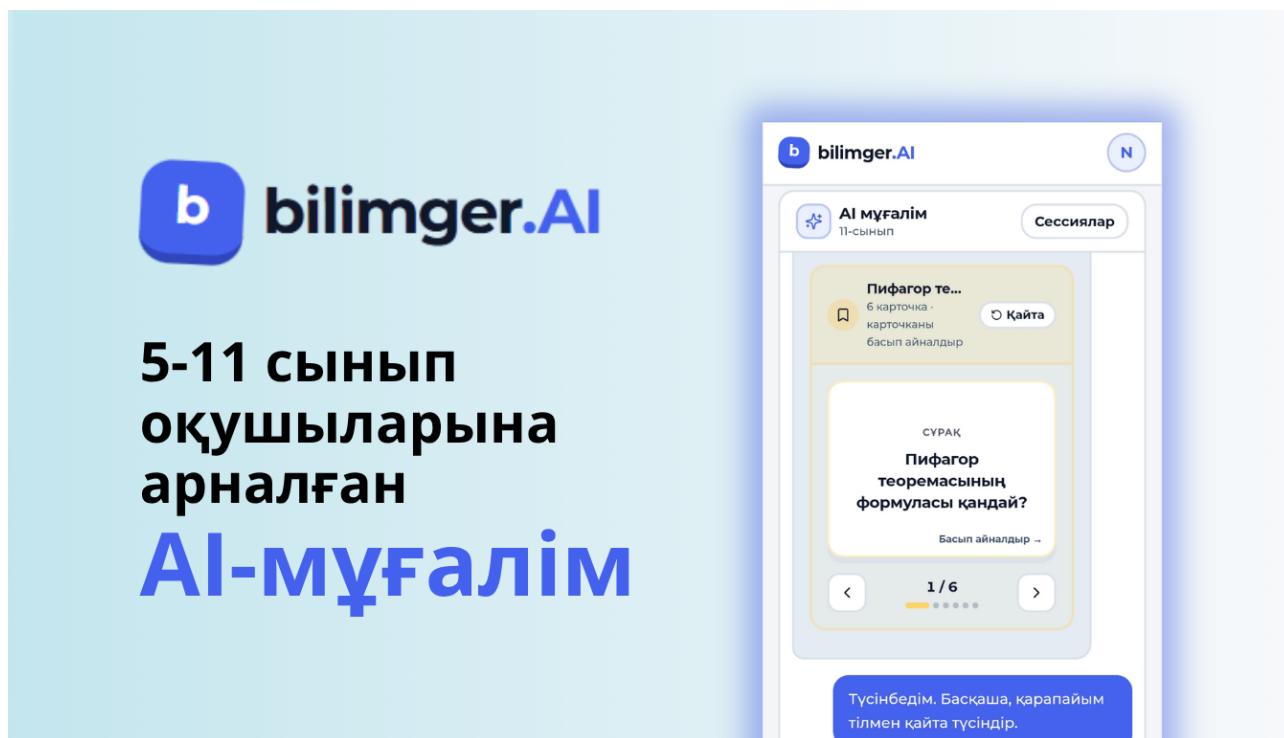 b bilimger.AI
5-11 сынып
оқушыларына
арналған
AI-мұғалім
b bilimger.AI
N
AI мұғалім
11-сынып
Сессиялар
Пифагор те...
6 карточка ·
карточканы
басып айналдыр
Қайта
СҰРАҚ
Пифагор
теоремасының
формуласы қандай?
Басып айналдыр →
1 / 6
Түсінбедім. Басқаша, қарапайым
тілмен қайта түсіндір.